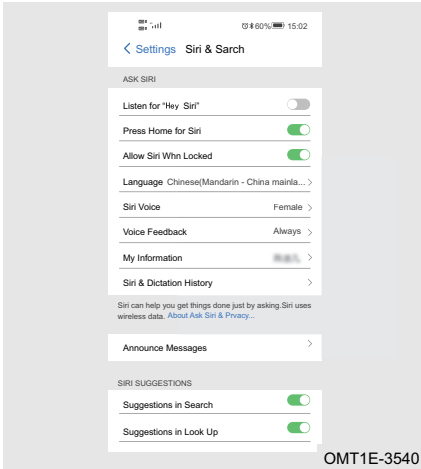 60% 15:02
Settings Siri & Sarch
ASK SIRI
Listen for “Hey Siri”
Press Home for Siri
Allow Siri Whn Locked
Language Chinese(Mandarin - China mainla...
Siri Voice Female
Voice Feedback Always
My Information
Siri & Dictation History
Siri can help you get things done just by asking.Siri uses
wireless data. About Ask Siri & Prvacy...
Announce Messages
SIRI SUGGESTIONS
Suggestions in Search
Suggestions in Look Up
OMT1E-3540